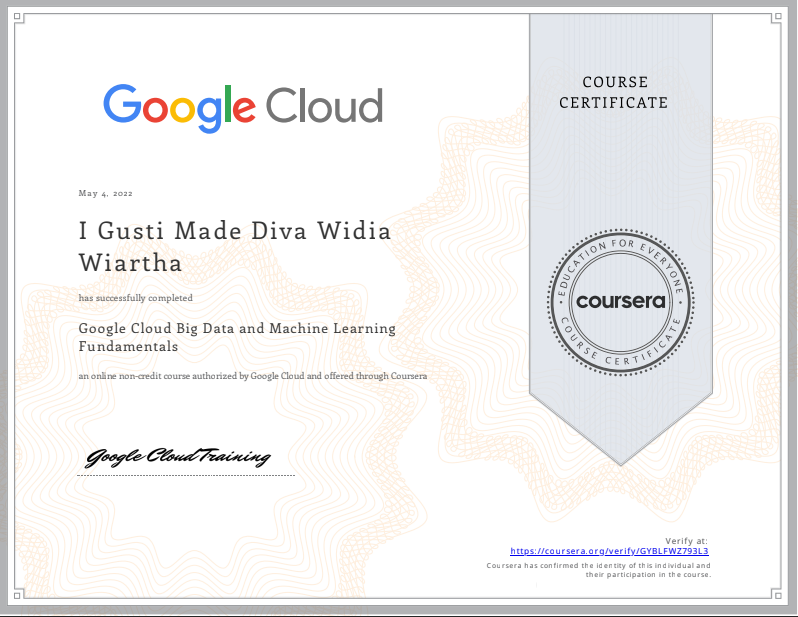 Google Cloud
COURSE
CERTIFICATE
May 4, 2022
I Gusti Made Diva Widia
Wiartha
has successfully completed
Google Cloud Big Data and Machine Learning
Fundamentals
an online non-credit course authorized by Google Cloud and offered through Coursera
EDUCATION FOR EVERYONE
coursera
COURSE CERTIFICATE
Google Cloud Training
Verify at:
https://coursera.org/verify/GYBLFWZ793L3
Coursera has confirmed the identity of this individual and
their participation in the course.